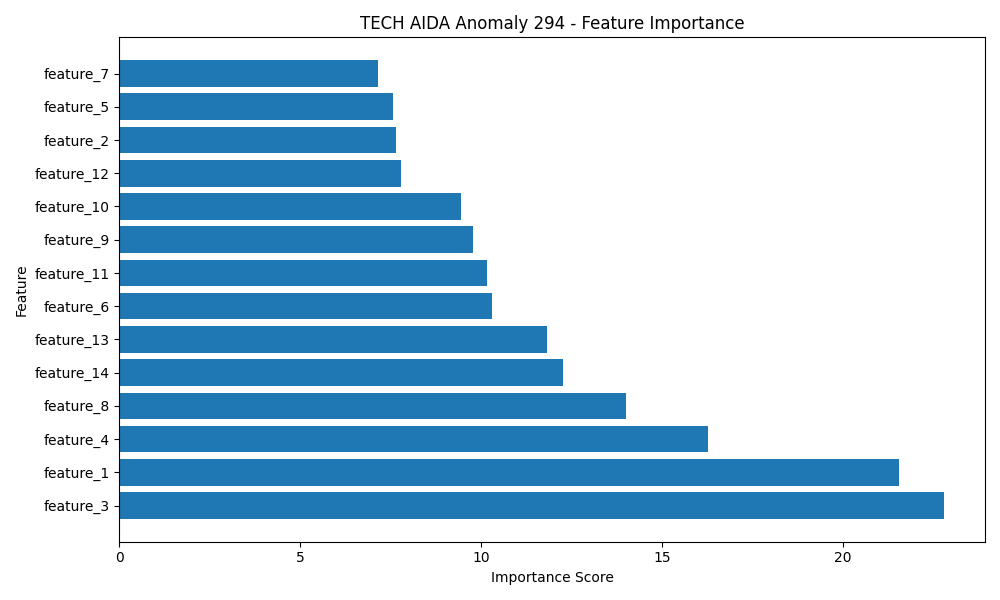 TECH AIDA Anomaly 294 - Feature Importance
feature_7
feature_5
feature_2
feature_12
feature_10
feature_9
feature_11
feature_6
feature_13
feature_14
feature_8
feature_4
feature_1
feature_3
Feature
0 5 10 15 20
Importance Score